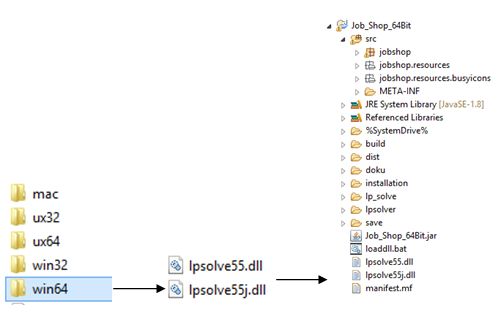 mac
ux32
ux64
win32
win64
lpsolve55.dll
lpsolve55j.dll
Job_Shop_64Bit
src
jobshop
jobshop.resources
jobshop.resources.busyicons
META-INF
JRE System Library [JavaSE-1.8]
Referenced Libraries
%SystemDrive%
build
dist
doku
installation
lp_solve
lpsolver
save
Job_Shop_64Bit.jar
loaddll.bat
lpsolve55.dll
lpsolve55j.dll
manifest.mf